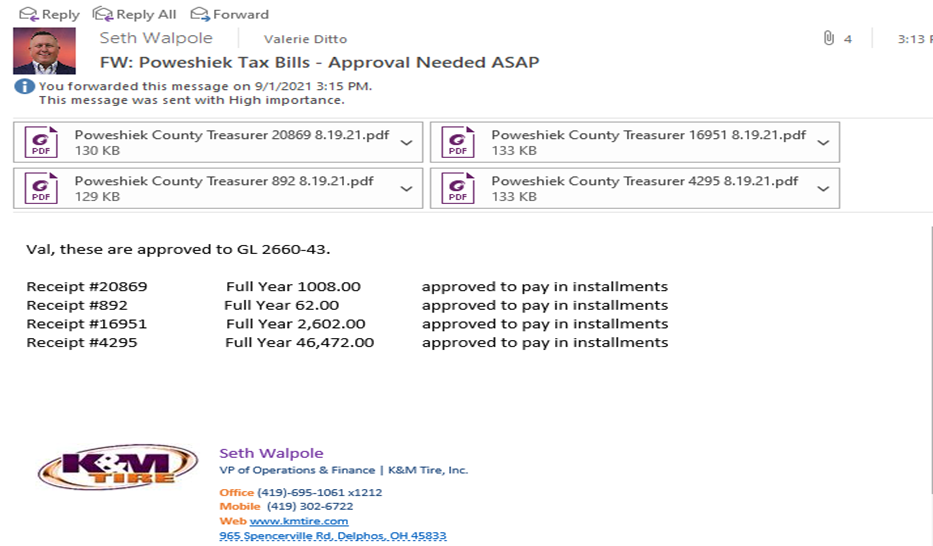 Reply Reply All Forward
Seth Walpole Valerie Ditto 4 3:13
FW: Poweshiek Tax Bills - Approval Needed ASAP
You forwarded this message on 9/1/2021 3:15 PM.
This message was sent with High importance.
Poweshiek County Treasurer 20869 8.19.21.pdf Poweshiek County Treasurer 16951 8.19.21.pdf
PDF 130 KB PDF 133 KB
Poweshiek County Treasurer 892 8.19.21.pdf Poweshiek County Treasurer 4295 8.19.21.pdf
PDF 129 KB PDF 133 KB
Val, these are approved to GL 2660-43.
Receipt #20869 Full Year 1008.00 approved to pay in installments
Receipt #892 Full Year 62.00 approved to pay in installments
Receipt #16951 Full Year 2,602.00 approved to pay in installments
Receipt #4295 Full Year 46,472.00 approved to pay in installments
K&M
TIRE
Seth Walpole
VP of Operations & Finance | K&M Tire, Inc.
Office (419)-695-1061 x1212
Mobile (419) 302-6722
Web www.kmtire.com
965 Spencerville Rd, Delphos, OH 45833